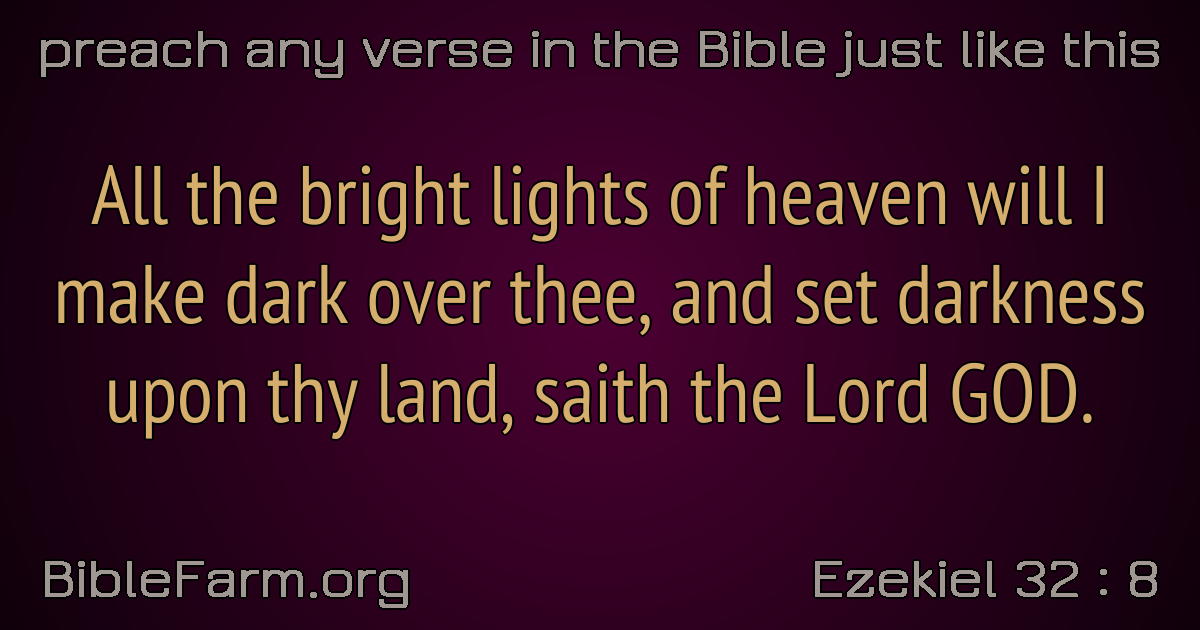 preach any verse in the Bible just like this
All the bright lights of heaven will I
make dark over thee, and set darkness
upon thy land, saith the Lord GOD.
BibleFarm.org
Ezekiel 32 : 8